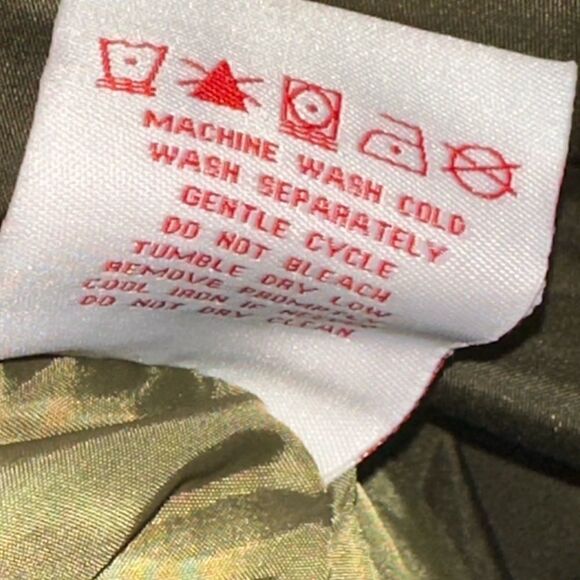 MACHINE WASH COLD
WASH SEPARATELY
GENTLE CYCLE
DO NOT BLEACH
TUMBLE DRY LOW
REMOVE PROMPTLY
COOL IRON IF NEEDED
DO NOT DRY CLEAN